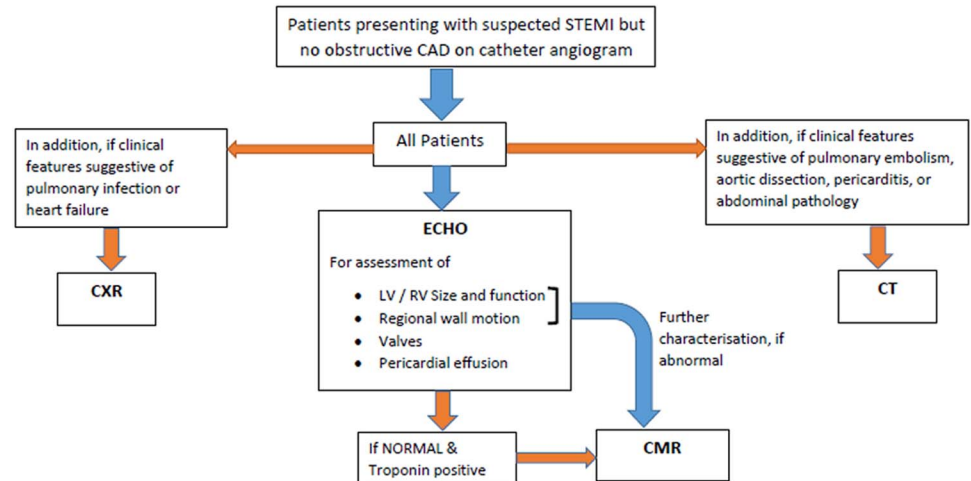 Patients presenting with suspected STEMI but
no obstructive CAD on catheter angiogram
All Patients
In addition, if clinical
features suggestive of
pulmonary infection or
heart failure
In addition, if clinical features
suggestive of pulmonary embolism,
aortic dissection, pericarditis, or
abdominal pathology
CXR
ECHO
For assessment of
• LV / RV Size and function
• Regional wall motion
• Valves
• Pericardial effusion
CT
Further
characterisation, if
abnormal
If NORMAL &
Troponin positive
CMR